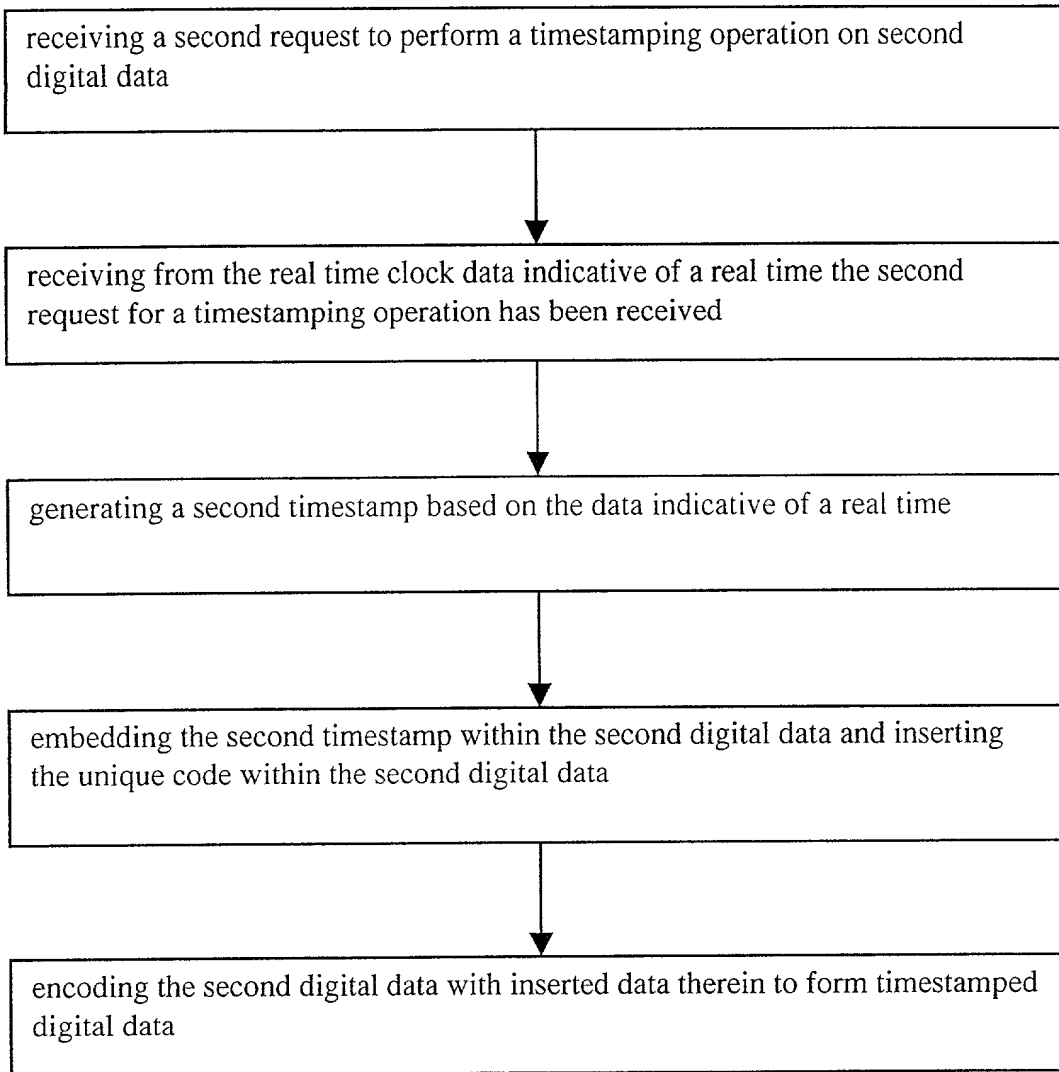 receiving a second request to perform a timestamping operation on second
digital data
receiving from the real time clock data indicative of a real time the second
request for a timestamping operation has been received
generating a second timestamp based on the data indicative of a real time
embedding the second timestamp within the second digital data and inserting
the unique code within the second digital data
encoding the second digital data with inserted data therein to form timestamped
digital data